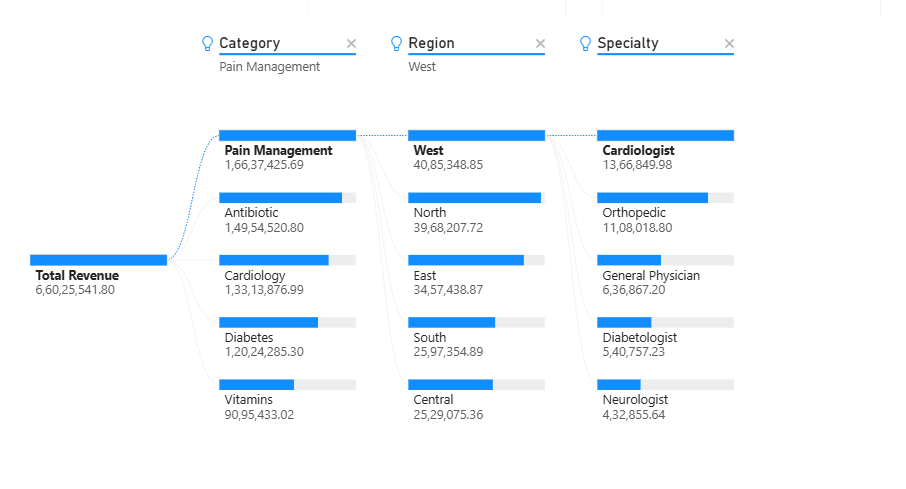 Category
Region
Specialty
Pain Management
West
Pain Management
1,66,37,425.69
West
40,85,348.85
Cardiologist
13,66,849.98
Antibiotic
1,49,54,520.80
North
39,68,207.72
Orthopedic
11,08,018.80
Total Revenue
6,60,25,541.80
Cardiology
1,33,13,876.99
East
34,57,438.87
General Physician
6,36,867.20
Diabetes
1,20,24,285.30
South
25,97,354.89
Diabetologist
5,40,757.23
Vitamins
90,95,433.02
Central
25,29,075.36
Neurologist
4,32,855.64